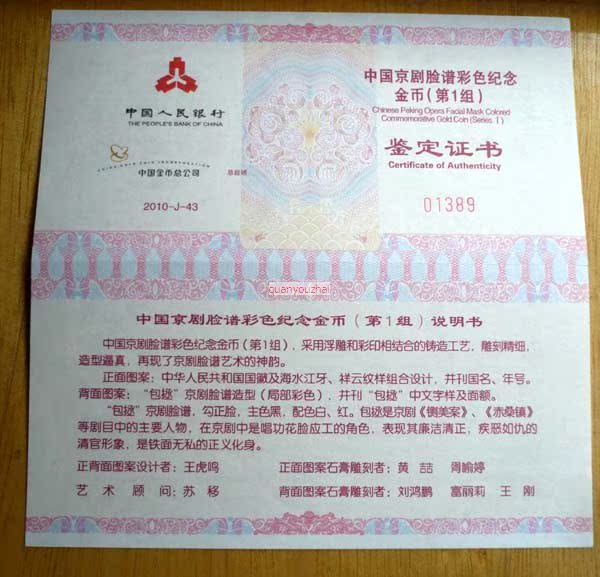 中国人民银行
THE PEOPLE'S BANK OF CHINA
中国金币总公司 总经销
2010-J-43
中国京剧脸谱彩色纪念
金币(第1组)
Chinese Peking Opera Facial Mask Colored
Commemorative Gold Coin (Series I)
鉴定证书
Certificate of Authenticity
01389
quanyouzhai
中国京剧脸谱彩色纪念金币(第1组)说明书
中国京剧脸谱彩色纪念金币(第1组),采用浮雕和彩印相结合的铸造工艺,雕刻精细,
造型逼真,再现了京剧脸谱艺术的神韵。
正面图案:中华人民共和国国徽及海水江牙、祥云纹样组合设计,并刊国名、年号。
背面图案:“包拯”京剧脸谱造型(局部彩色),并刊“包拯”中文字样及面额。
“包拯”京剧脸谱,勾正脸,主色黑,配色白、红。包拯是京剧《铡美案》、《赤桑镇》
等剧目中的主要人物,在京剧中是唱功花脸应工的角色,表现其廉洁清正,疾恶如仇的
清官形象,是铁面无私的正义化身。
正背面图案设计者:王虎鸣 正面图案石膏雕刻者:黄喆 胥喻婷
艺术顾问:苏移 背面图案石膏雕刻者:刘鸿鹏 富丽莉 王刚